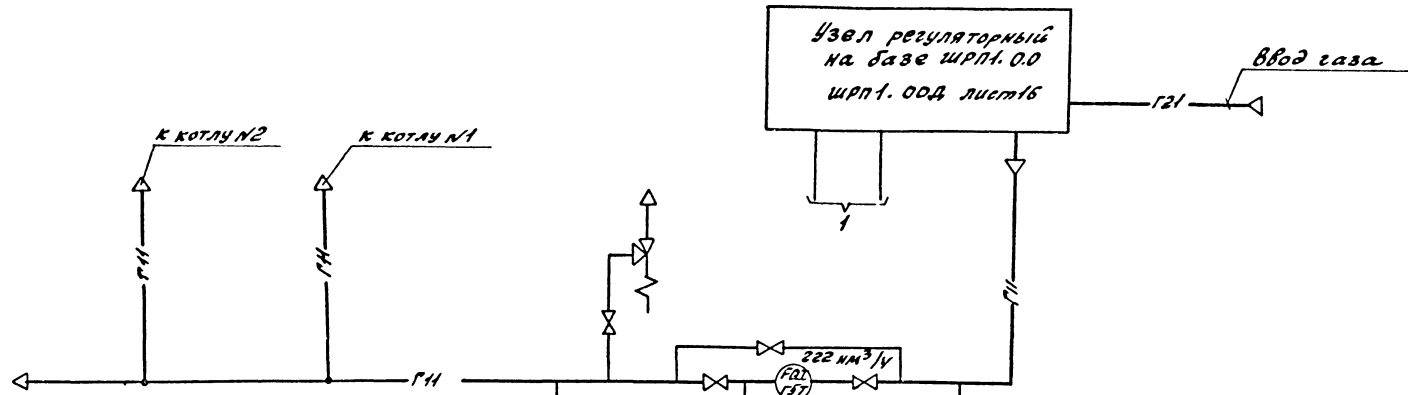 Узел регуляторный
на базе ШРП1.0.0
ШРП1.00Д лист16
ввод газа
Г21
к котлу №2
к котлу №1
1
Г11
Г11
Г11
222 нм³/ч
Г11
FQI